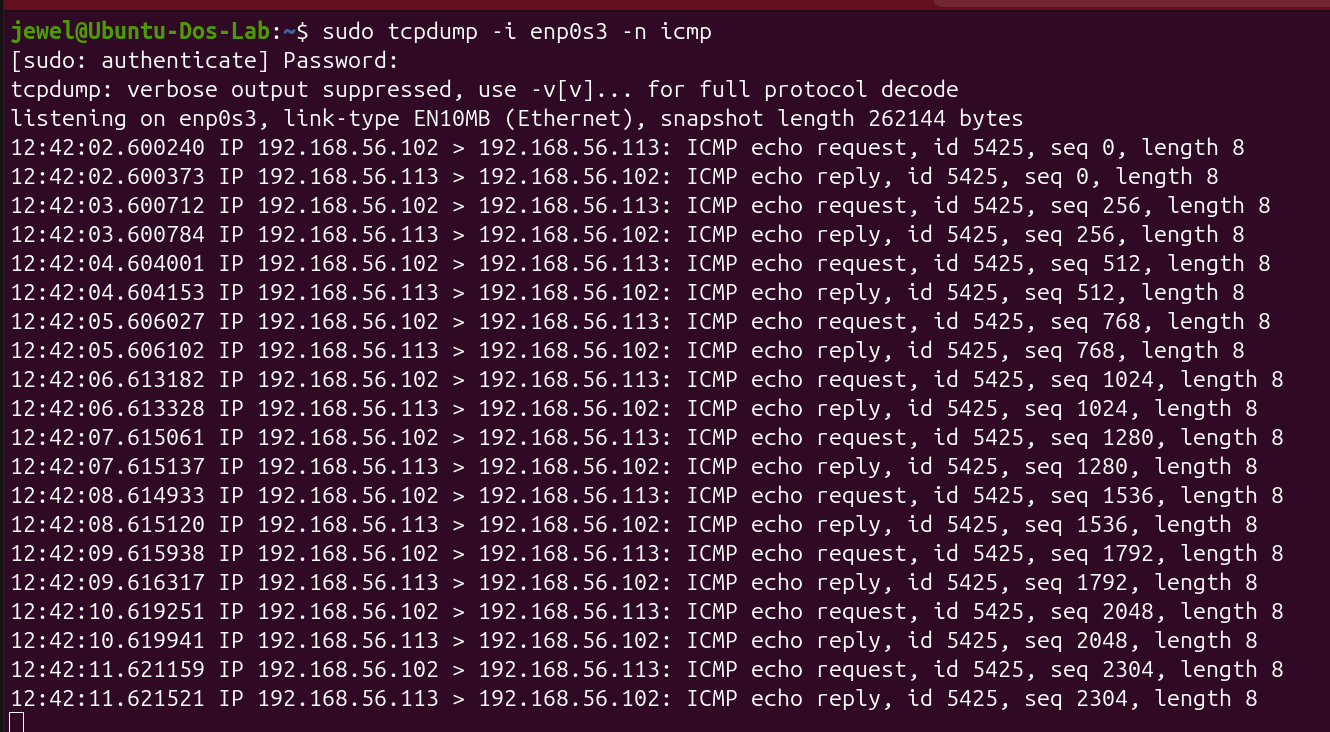 jewel@Ubuntu-Dos-Lab:~$ sudo tcpdump -i enp0s3 -n icmp
[sudo: authenticate] Password:
tcpdump: verbose output suppressed, use -v[v]... for full protocol decode
listening on enp0s3, link-type EN10MB (Ethernet), snapshot length 262144 bytes
12:42:02.600240 IP 192.168.56.102 > 192.168.56.113: ICMP echo request, id 5425, seq 0, length 8
12:42:02.600373 IP 192.168.56.113 > 192.168.56.102: ICMP echo reply, id 5425, seq 0, length 8
12:42:03.600712 IP 192.168.56.102 > 192.168.56.113: ICMP echo request, id 5425, seq 256, length 8
12:42:03.600784 IP 192.168.56.113 > 192.168.56.102: ICMP echo reply, id 5425, seq 256, length 8
12:42:04.604001 IP 192.168.56.102 > 192.168.56.113: ICMP echo request, id 5425, seq 512, length 8
12:42:04.604153 IP 192.168.56.113 > 192.168.56.102: ICMP echo reply, id 5425, seq 512, length 8
12:42:05.606027 IP 192.168.56.102 > 192.168.56.113: ICMP echo request, id 5425, seq 768, length 8
12:42:05.606102 IP 192.168.56.113 > 192.168.56.102: ICMP echo reply, id 5425, seq 768, length 8
12:42:06.613182 IP 192.168.56.102 > 192.168.56.113: ICMP echo request, id 5425, seq 1024, length 8
12:42:06.613328 IP 192.168.56.113 > 192.168.56.102: ICMP echo reply, id 5425, seq 1024, length 8
12:42:07.615061 IP 192.168.56.102 > 192.168.56.113: ICMP echo request, id 5425, seq 1280, length 8
12:42:07.615137 IP 192.168.56.113 > 192.168.56.102: ICMP echo reply, id 5425, seq 1280, length 8
12:42:08.614933 IP 192.168.56.102 > 192.168.56.113: ICMP echo request, id 5425, seq 1536, length 8
12:42:08.615120 IP 192.168.56.113 > 192.168.56.102: ICMP echo reply, id 5425, seq 1536, length 8
12:42:09.615938 IP 192.168.56.102 > 192.168.56.113: ICMP echo request, id 5425, seq 1792, length 8
12:42:09.616317 IP 192.168.56.113 > 192.168.56.102: ICMP echo reply, id 5425, seq 1792, length 8
12:42:10.619251 IP 192.168.56.102 > 192.168.56.113: ICMP echo request, id 5425, seq 2048, length 8
12:42:10.619941 IP 192.168.56.113 > 192.168.56.102: ICMP echo reply, id 5425, seq 2048, length 8
12:42:11.621159 IP 192.168.56.102 > 192.168.56.113: ICMP echo request, id 5425, seq 2304, length 8
12:42:11.621521 IP 192.168.56.113 > 192.168.56.102: ICMP echo reply, id 5425, seq 2304, length 8